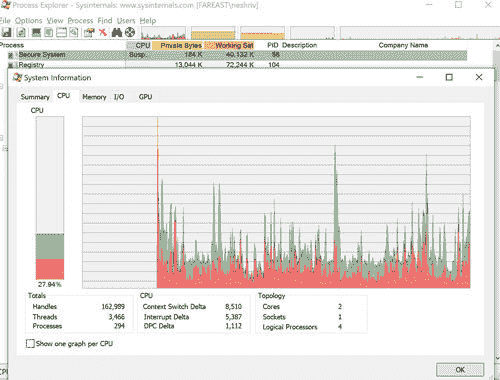 Process Explorer - Sysinternals: www.sysinternals.com [FAREAST\neshriv]
File Options View Process Find Users Help
Process CPU Private Bytes Working Set PID Description Company Name
Secure System Susp... 184 K 40,132 K 56
Registry 13,044 K 72,244 K 104
System Information
Summary CPU Memory I/O GPU
CPU
27.94%
Totals
Handles 162,989
Threads 3,466
Processes 294
CPU
Context Switch Delta 8,510
Interrupt Delta 5,387
DPC Delta 1,112
Topology
Cores 2
Sockets 1
Logical Processors 4
Show one graph per CPU
OK